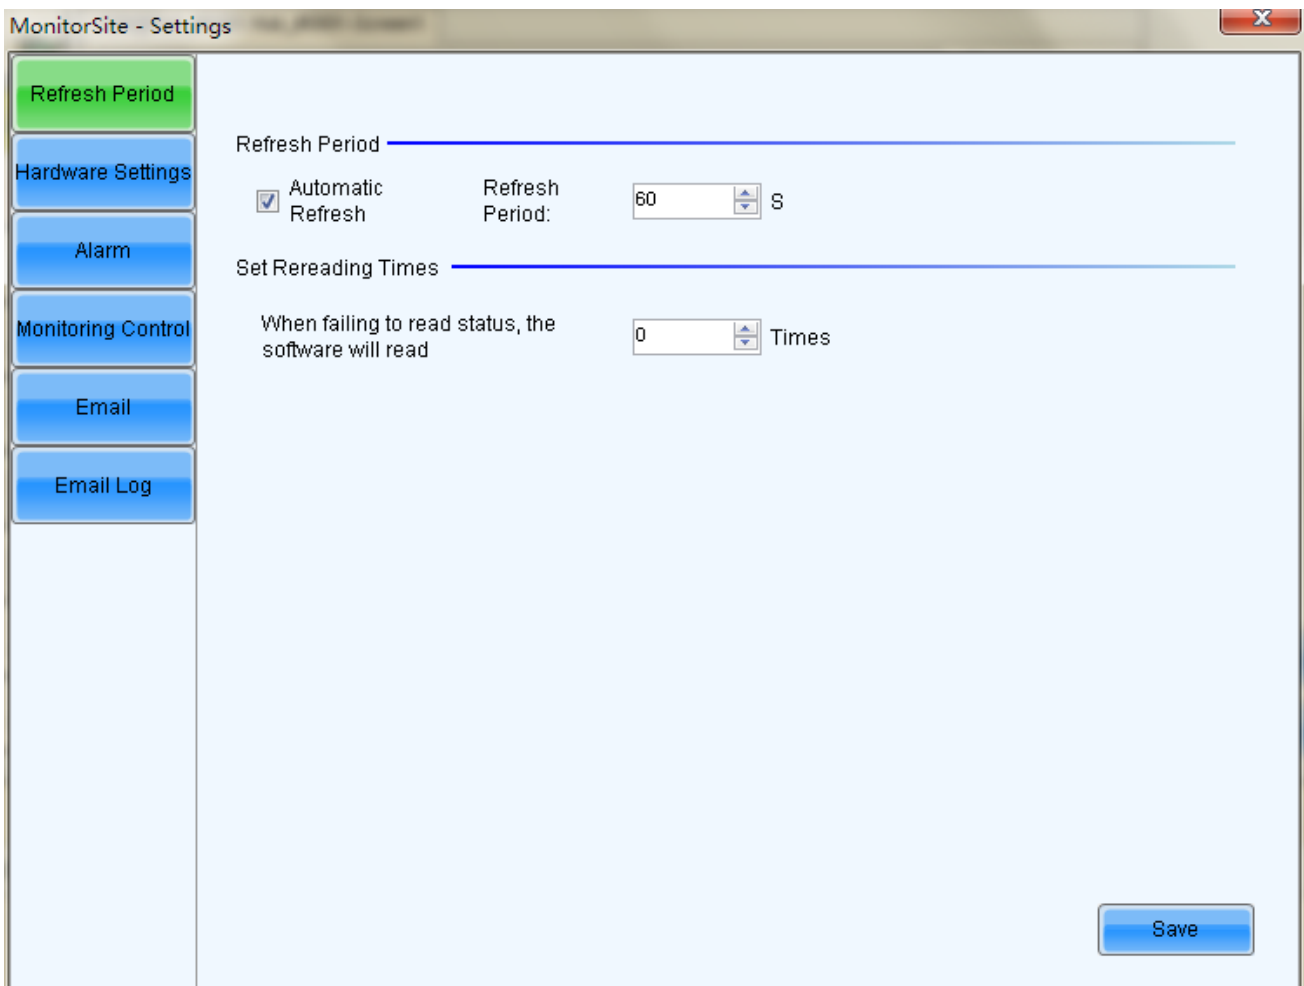 MonitorSite - Settings
Refresh Period
Hardware Settings
Alarm
Monitoring Control
Email
Email Log
Refresh Period
Automatic Refresh
Refresh Period:
60
S
Set Rereading Times
When failing to read status, the
software will read
0
Times
Save